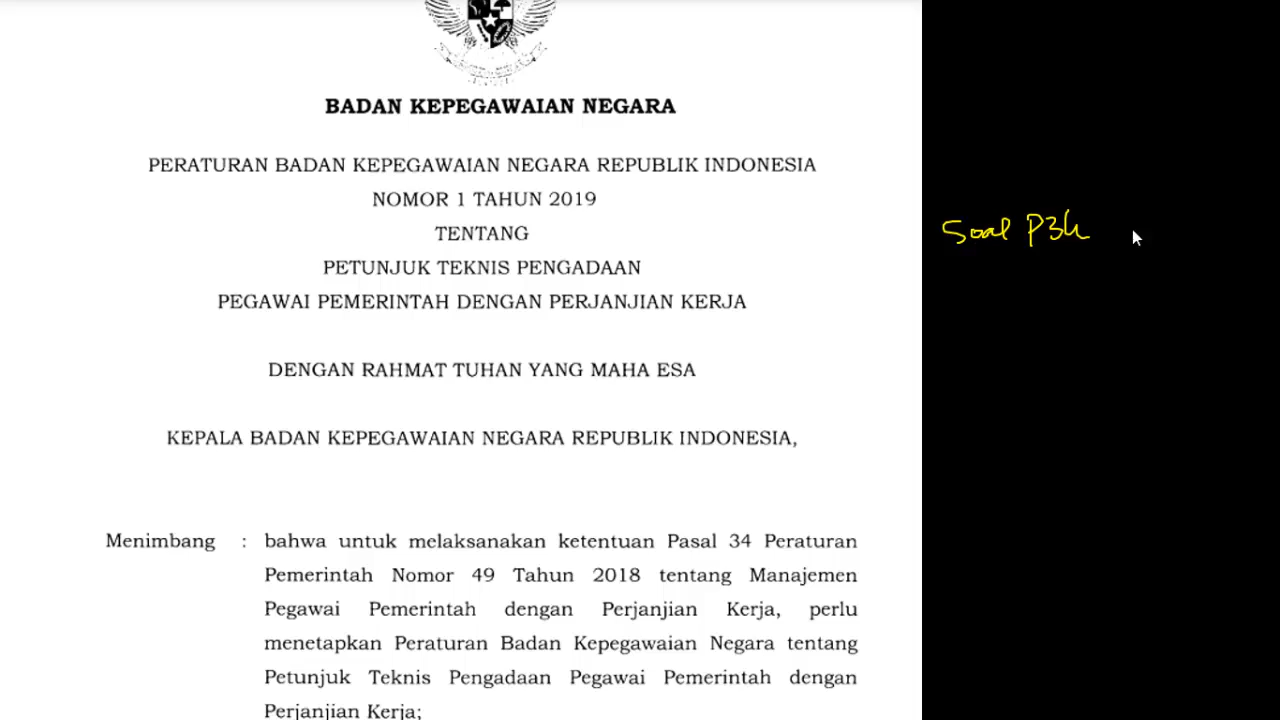 BADAN KEPEGAWAIAN NEGARA
PERATURAN BADAN KEPEGAWAIAN NEGARA REPUBLIK INDONESIA
NOMOR 1 TAHUN 2019
TENTANG
PETUNJUK TEKNIS PENGADAAN
PEGAWAI PEMERINTAH DENGAN PERJANJIAN KERJA
DENGAN RAHMAT TUHAN YANG MAHA ESA
KEPALA BADAN KEPEGAWAIAN NEGARA REPUBLIK INDONESIA,
Menimbang : bahwa untuk melaksanakan ketentuan Pasal 34 Peraturan
Pemerintah Nomor 49 Tahun 2018 tentang Manajemen
Pegawai Pemerintah dengan Perjanjian Kerja, perlu
menetapkan Peraturan Badan Kepegawaian Negara tentang
Petunjuk Teknis Pengadaan Pegawai Pemerintah dengan
Perjanjian Kerja;
Soal P3k